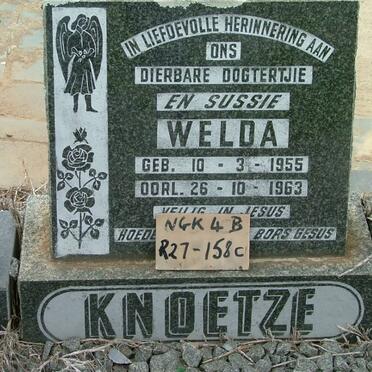 IN LIEFDEVOLLE HERINNERING AAN
ONS
DIERBARE DOGTERTJIE
EN SUSSIE
WELDA
GEB. 10 - 3 - 1955
OORL. 26 - 10 - 1963
VEILIG IN JESUS
BORS GESUS
NGK 4 B
R27-158C
KNOETZE